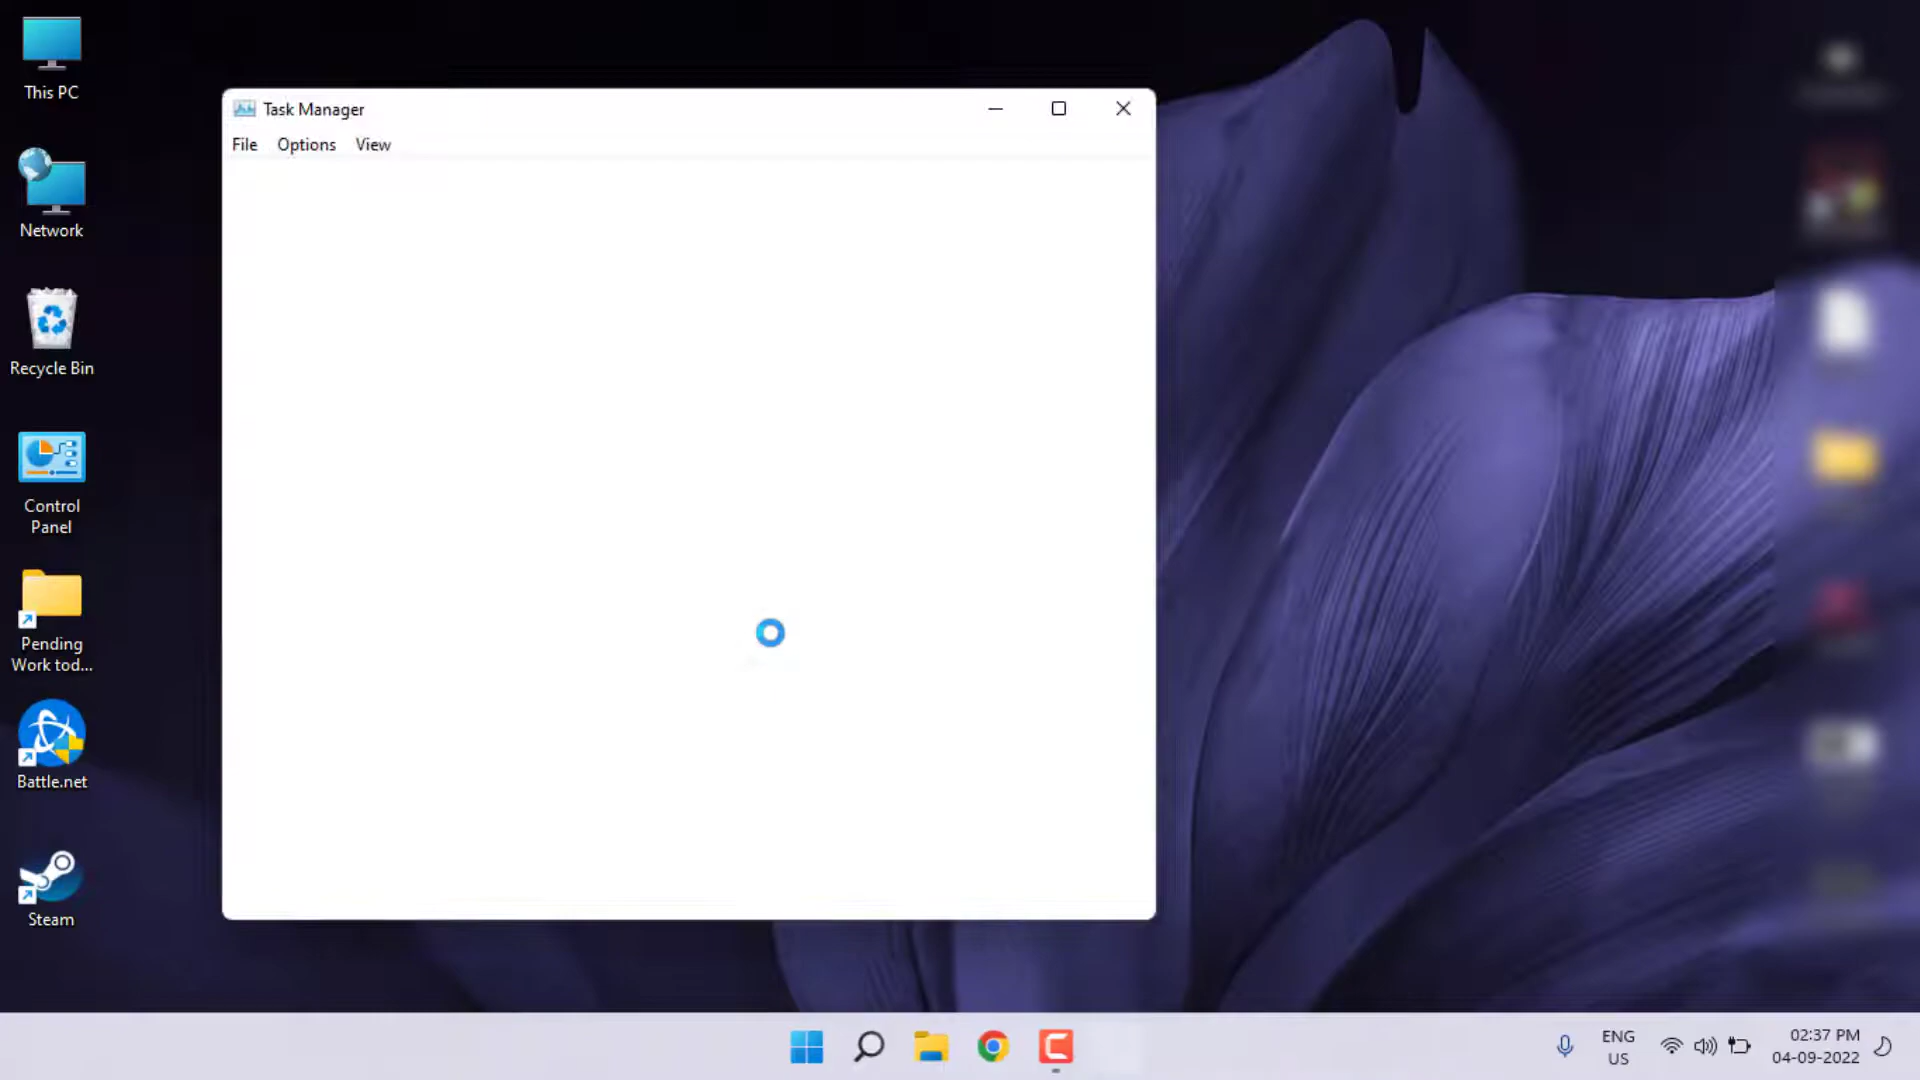 This PC
Network
Recycle Bin
Control
Panel
Pending
Work tod...
Battle.net
Steam
Task Manager
File Options View
ENG
US
02:37 PM
04-09-2022